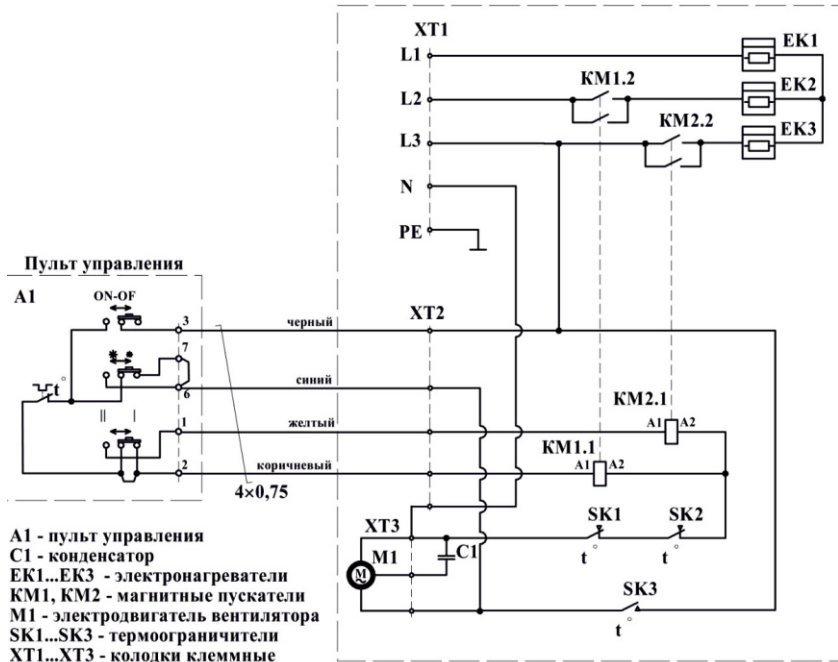 XT1
L1
EK1
KM1.2
L2
EK2
KM2.2
L3
EK3
N
PE
Пульт управления
A1
ON-OF
3
черный
XT2
7
t°
синий
6
||
|
1
желтый
KM2.1
A1
A2
KM1.1
A1
A2
2
коричневый
4×0,75
XT3
SK1
SK2
C1
t°
t°
M1
M
SK3
t°
A1 - пульт управления
C1 - конденсатор
EK1...EK3 - электронагреватели
KM1, KM2 - магнитные пускатели
M1 - электродвигатель вентилятора
SK1...SK3 - термоограничители
XT1...XT3 - колодки клеммные